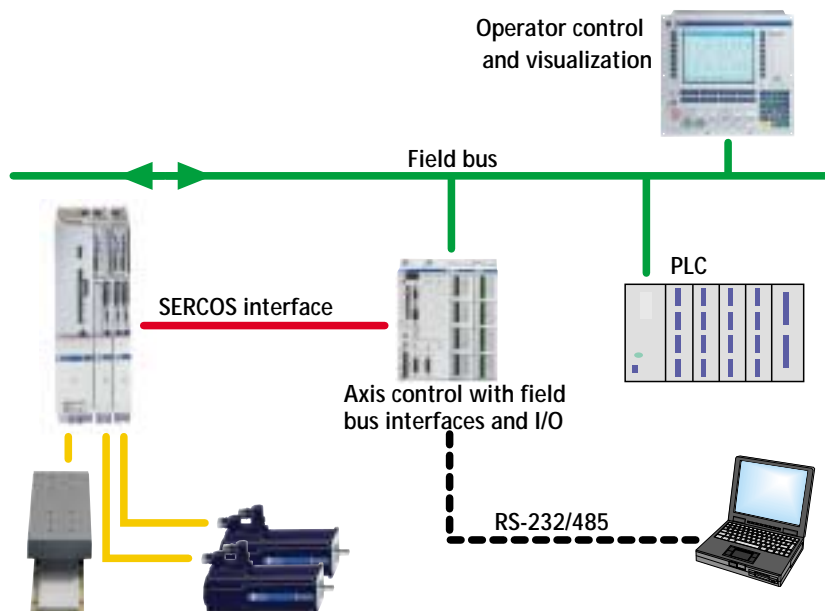 Operator control
and visualization
Field bus
PLC
SERCOS interface
Axis control with field
bus interfaces and I/O
RS-232/485